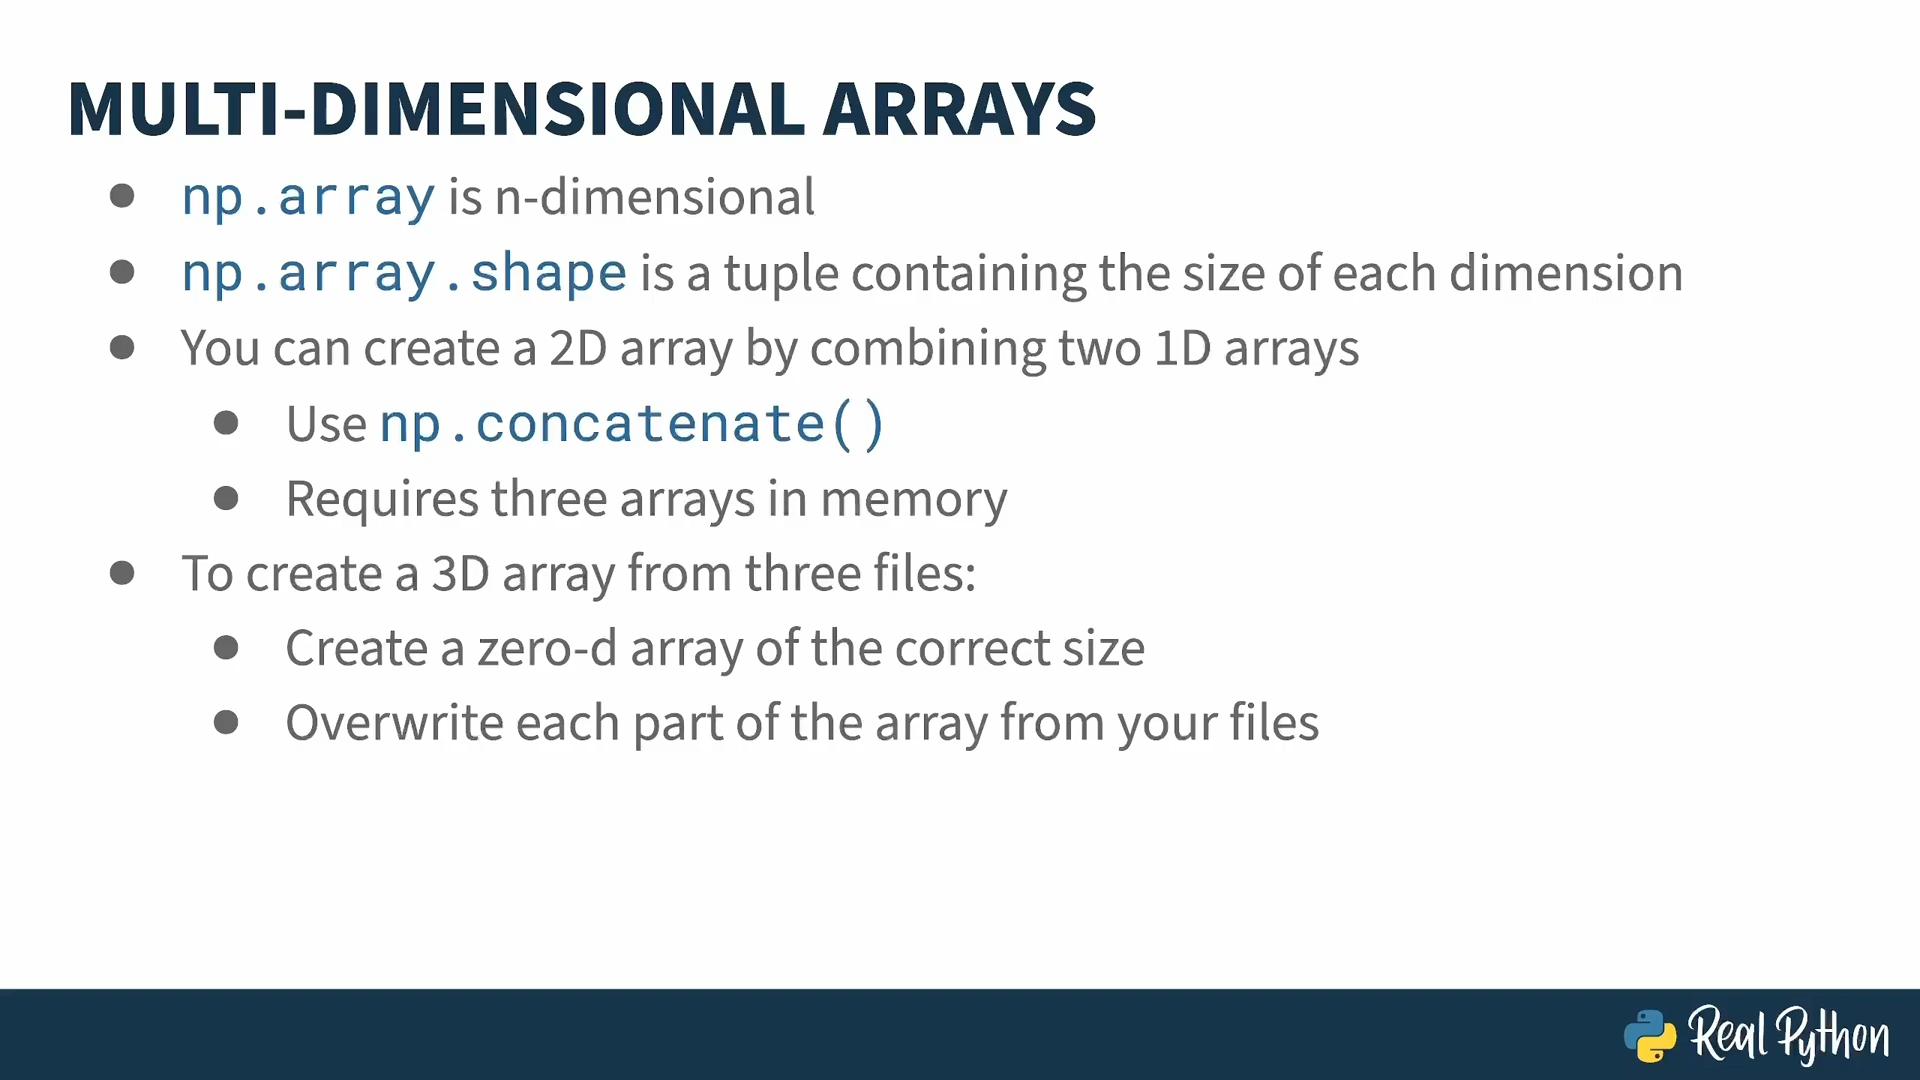 MULTI-DIMENSIONAL ARRAYS
● np.array is n-dimensional
● np.array.shape is a tuple containing the size of each dimension
● You can create a 2D array by combining two 1D arrays
● Use np.concatenate()
● Requires three arrays in memory
● To create a 3D array from three files:
● Create a zero-d array of the correct size
● Overwrite each part of the array from your files
Real Python